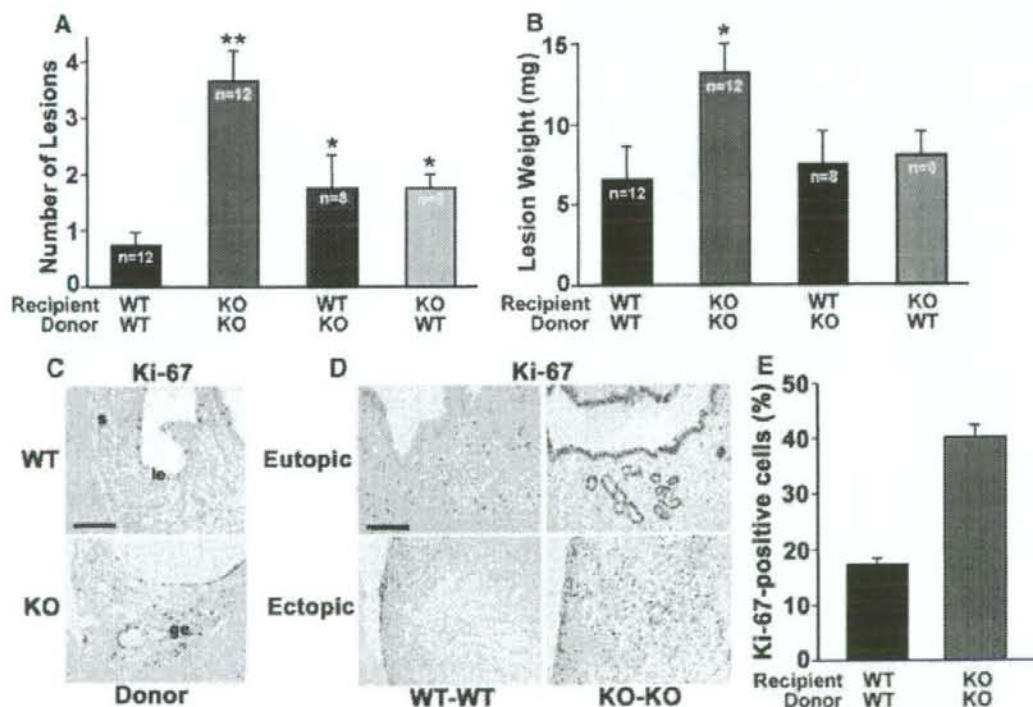 A
Number of Lesions
4
2
0
**
n=12
n=12
*
n=8
*
Recipient WT KO WT KO
Donor WT KO KO WT
B
Lesion Weight (mg)
15
10
5
0
*
n=12
n=12
n=8
Recipient WT KO WT KO
Donor WT KO KO WT
C
Ki-67
WT
s
le
KO
ge
Donor
D
Ki-67
Eutopic
Ectopic
WT-WT KO-KO
E
Ki-67-positive cells (%)
50
40
30
20
10
0
Recipient WT KO
Donor WT KO